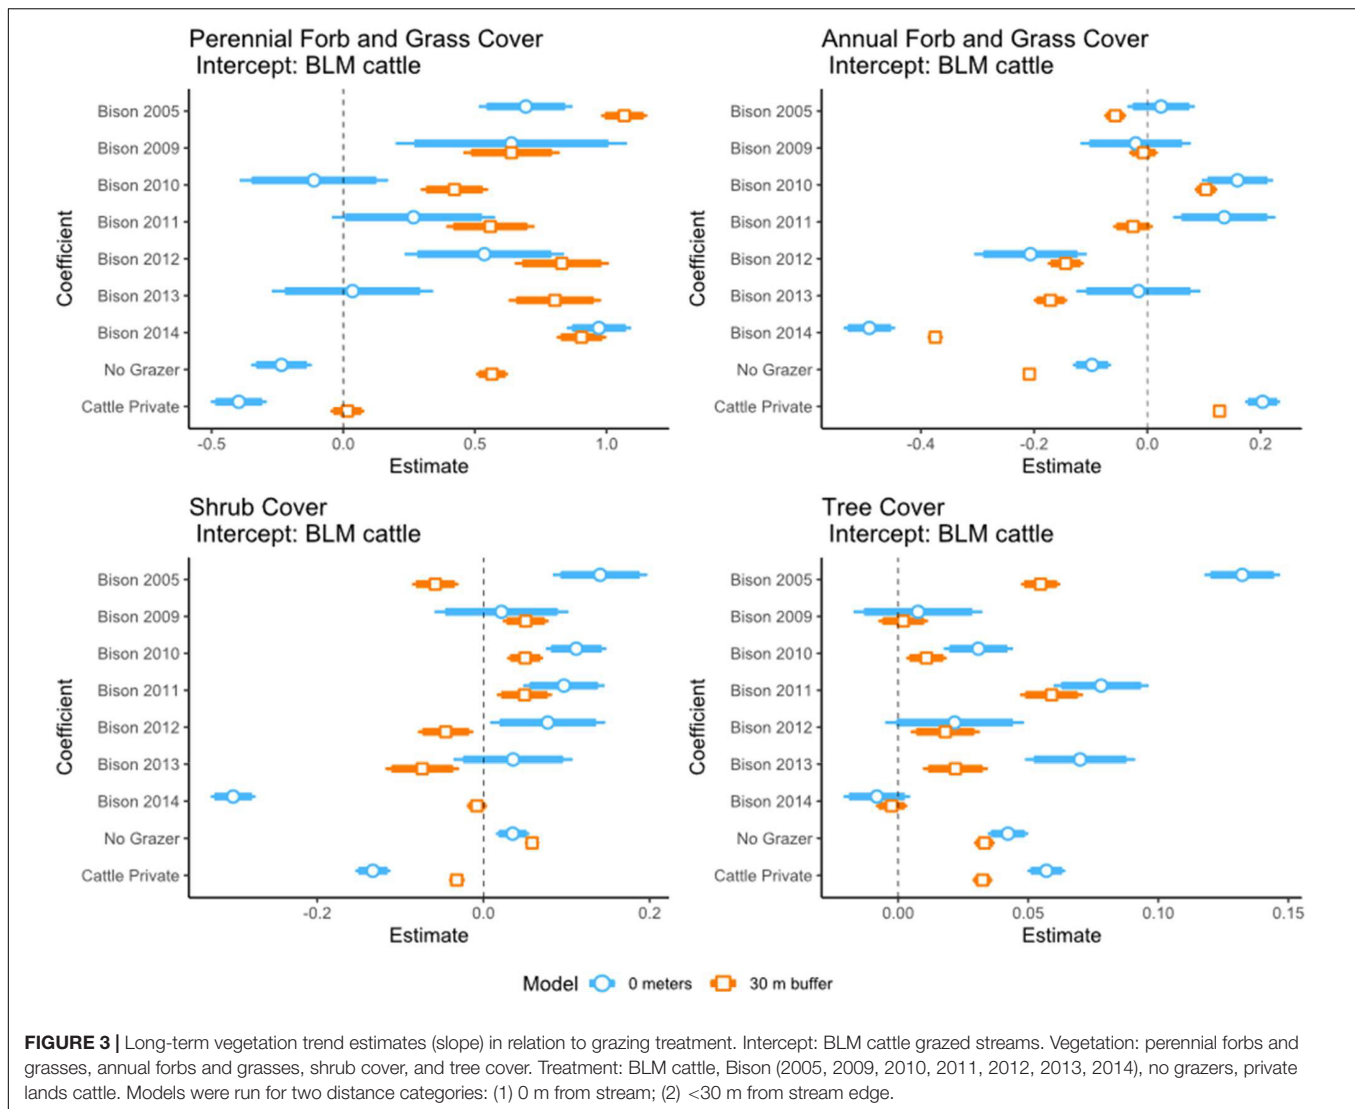 Perennial Forb and Grass Cover
Intercept: BLM cattle
Coefficient
Bison 2005
Bison 2009
Bison 2010
Bison 2011
Bison 2012
Bison 2013
Bison 2014
No Grazer
Cattle Private
-0.5 0.0 0.5 1.0
Estimate
Annual Forb and Grass Cover
Intercept: BLM cattle
Coefficient
Bison 2005
Bison 2009
Bison 2010
Bison 2011
Bison 2012
Bison 2013
Bison 2014
No Grazer
Cattle Private
-0.4 -0.2 0.0 0.2
Estimate
Shrub Cover
Intercept: BLM cattle
Coefficient
Bison 2005
Bison 2009
Bison 2010
Bison 2011
Bison 2012
Bison 2013
Bison 2014
No Grazer
Cattle Private
-0.2 0.0 0.2
Estimate
Tree Cover
Intercept: BLM cattle
Coefficient
Bison 2005
Bison 2009
Bison 2010
Bison 2011
Bison 2012
Bison 2013
Bison 2014
No Grazer
Cattle Private
0.00 0.05 0.10 0.15
Estimate
Model 0 meters 30 m buffer
FIGURE 3 | Long-term vegetation trend estimates (slope) in relation to grazing treatment. Intercept: BLM cattle grazed streams. Vegetation: perennial forbs and
grasses, annual forbs and grasses, shrub cover, and tree cover. Treatment: BLM cattle, Bison (2005, 2009, 2010, 2011, 2012, 2013, 2014), no grazers, private
lands cattle. Models were run for two distance categories: (1) 0 m from stream; (2) <30 m from stream edge.